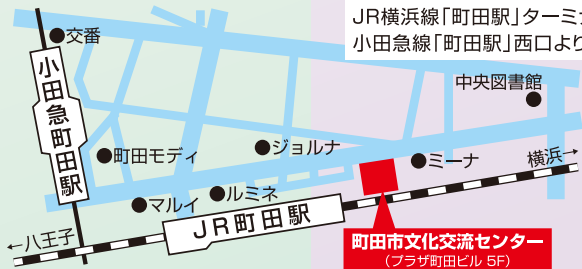 JR横浜線「町田駅」ターミナ
小田急線「町田駅」西口より
交番
小田急町田駅
中央図書館
町田モディ
ジョルナ
ミーナ
横浜→
マルイ
ルミネ
JR町田駅
←八王子
町田市文化交流センター
(プラザ町田ビル 5F)